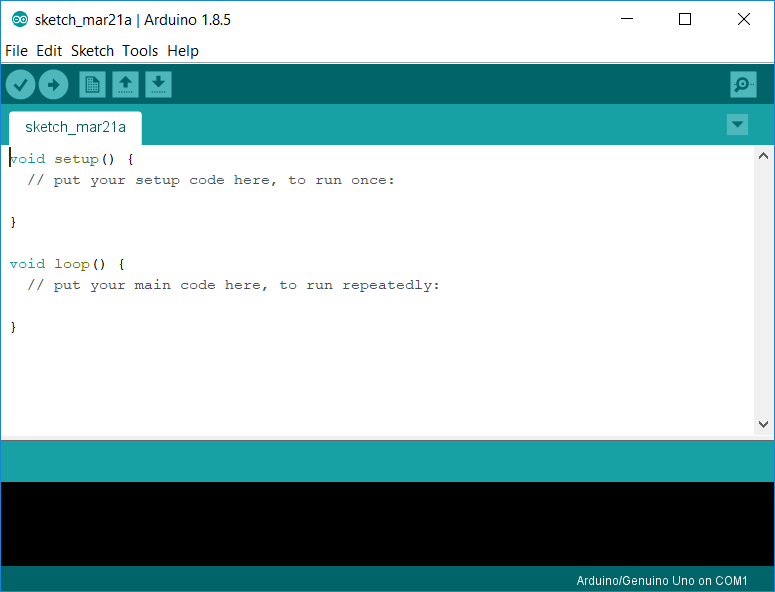 sketch_mar21a | Arduino 1.8.5
File Edit Sketch Tools Help
sketch_mar21a
void setup() {
  // put your setup code here, to run once:
}
void loop() {
  // put your main code here, to run repeatedly:
}
Arduino/Genuino Uno on COM1